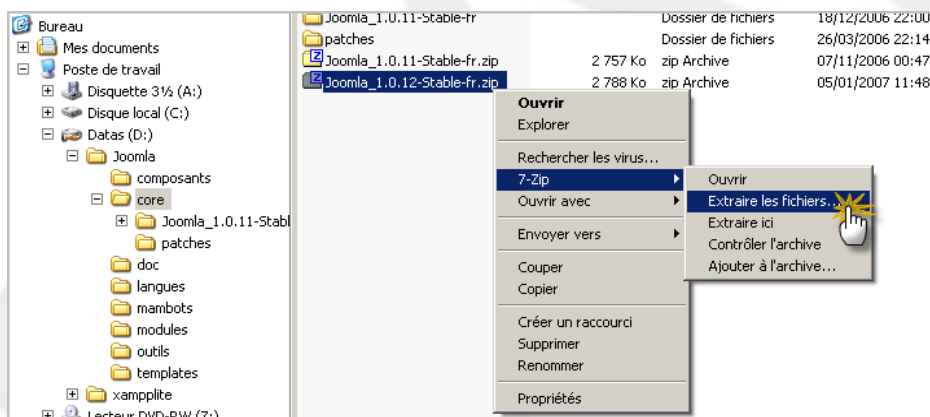 Bureau
Mes documents
Poste de travail
Disquette 3½ (A:)
Disque local (C:)
Datas (D:)
Joomla
composants
core
Joomla_1.0.11-Stabl
patches
doc
langues
mambots
modules
outils
templates
xampplite
Lecteur DVD-RW (Z:)
Joomla_1.0.11-Stable-fr Dossier de fichiers 18/12/2006 22:00
patches Dossier de fichiers 26/03/2006 22:14
Joomla_1.0.11-Stable-fr.zip 2 757 Ko zip Archive 07/11/2006 00:47
Joomla_1.0.12-Stable-fr.zip 2 788 Ko zip Archive 05/01/2007 11:48
Ouvrir
Explorer
Rechercher les virus...
7-Zip
Ouvrir avec
Envoyer vers
Couper
Copier
Créer un raccourci
Supprimer
Renommer
Propriétés
Ouvrir
Extraire les fichiers...
Extraire ici
Contrôler l'archive
Ajouter à l'archive...